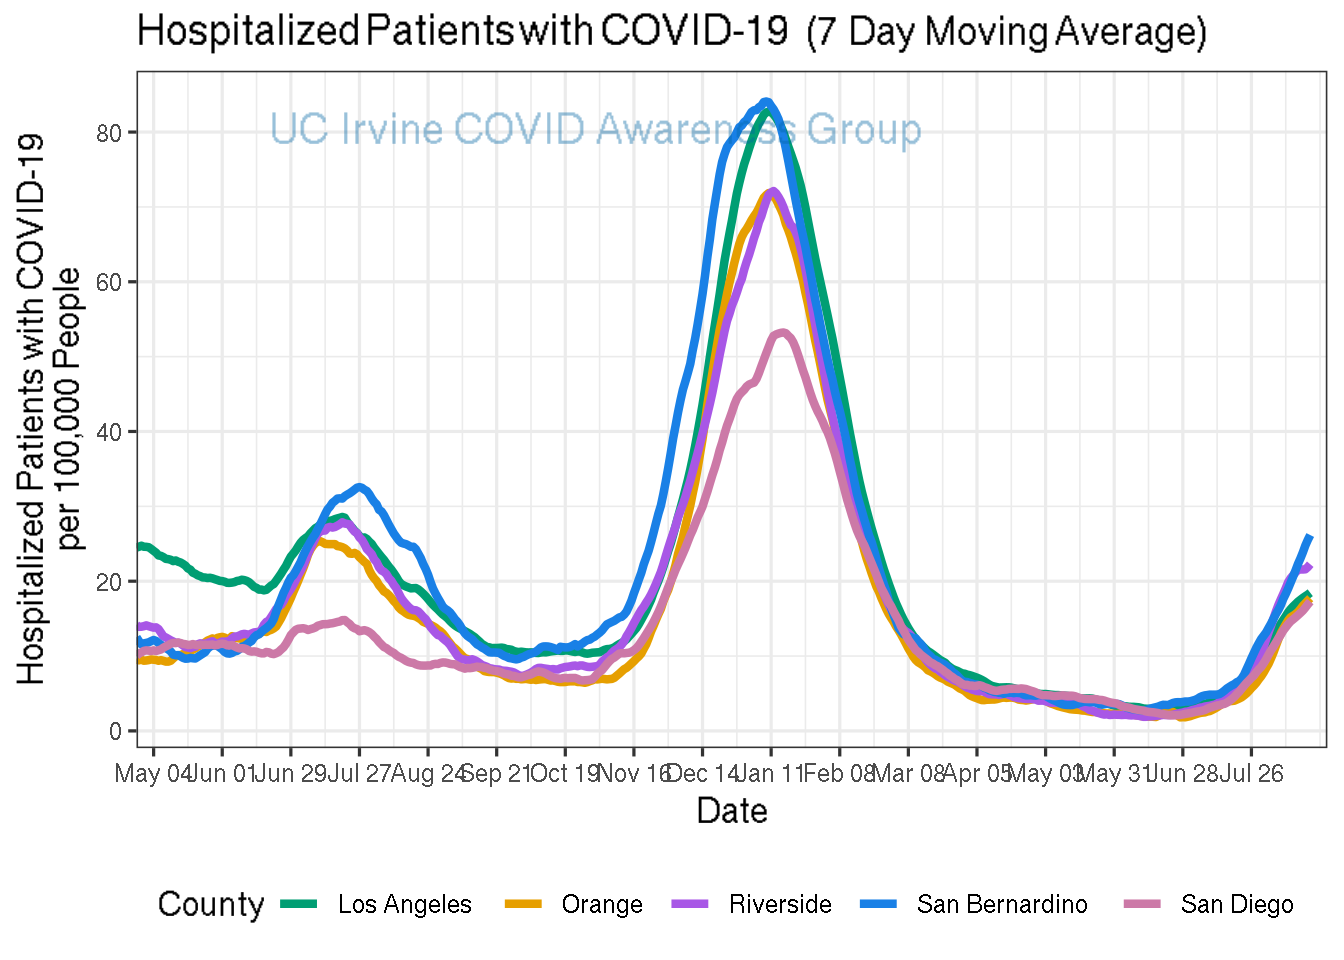 Hospitalized Patients with COVID-19 (7 Day Moving Average)
UC Irvine COVID Awareness Group
Hospitalized Patients with COVID-19
per 100,000 People
80
60
40
20
0
May 04 Jun 01 Jun 29 Jul 27 Aug 24 Sep 21 Oct 19 Nov 16 Dec 14 Jan 11 Feb 08 Mar 08 Apr 05 May 03 May 31 Jun 28 Jul 26
Date
County Los Angeles Orange Riverside San Bernardino San Diego